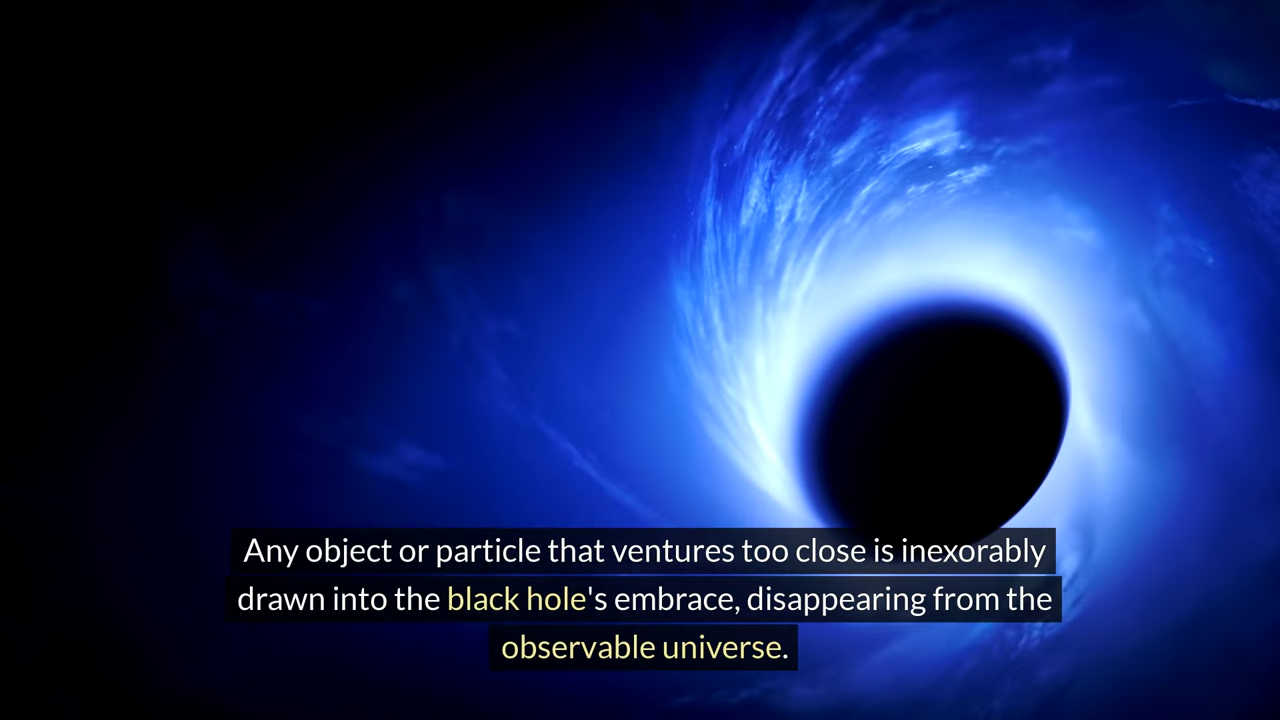 Any object or particle that ventures too close is inexorably
drawn into the black hole's embrace, disappearing from the
observable universe.